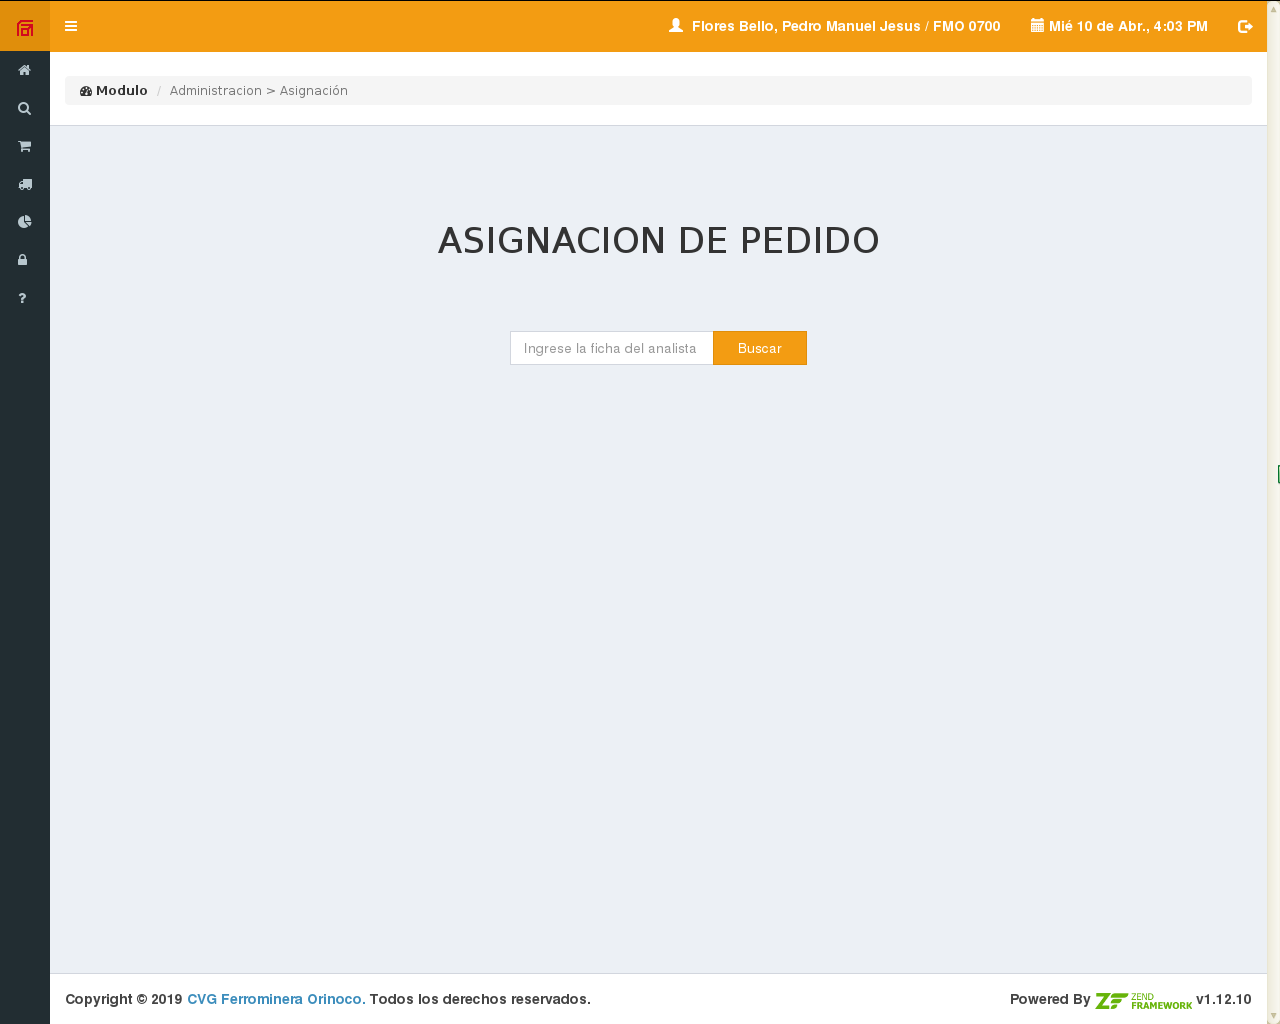 Flores Bello, Pedro Manuel Jesus / FMO 0700 Mié 10 de Abr., 4:03 PM
Modulo / Administracion > Asignación
ASIGNACION DE PEDIDO
Ingrese la ficha del analista Buscar
Copyright © 2019 CVG Ferrominera Orinoco. Todos los derechos reservados. Powered By ZF ZEND FRAMEWORK v1.12.10